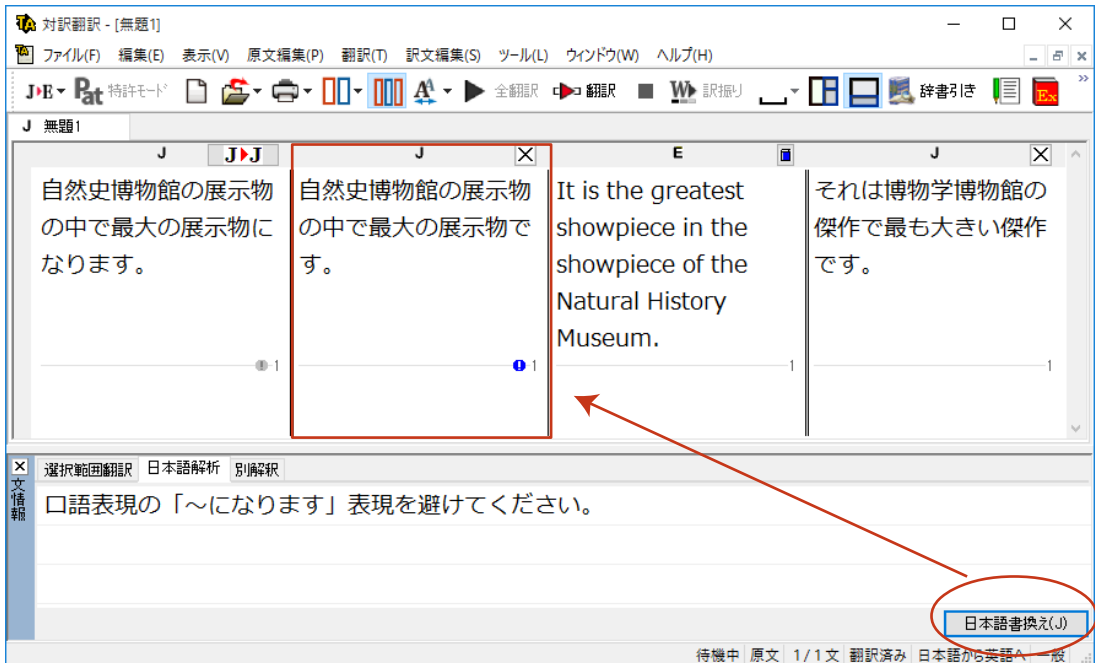 対訳翻訳 - [無題1]
ファイル(F) 編集(E) 表示(V) 原文編集(P) 翻訳(T) 訳文編集(S) ツール(L) ウィンドウ(W) ヘルプ(H)
J▶E Pat 特許モード 全翻訳 翻訳 W 訳振り 辞書引き Ex »
J 無題1
J J▶J
自然史博物館の展示物
の中で最大の展示物に
なります。
1
J
自然史博物館の展示物
の中で最大の展示物で
す。
1
E
It is the greatest
showpiece in the
showpiece of the
Natural History
Museum.
1
J
それは博物学博物館の
傑作で最も大きい傑作
です。
1
文情報
選択範囲翻訳 日本語解析 別解釈
口語表現の「～になります」表現を避けてください。
日本語書換え(J)
待機中 原文 1/1文 翻訳済み 日本語から英語へ 一般